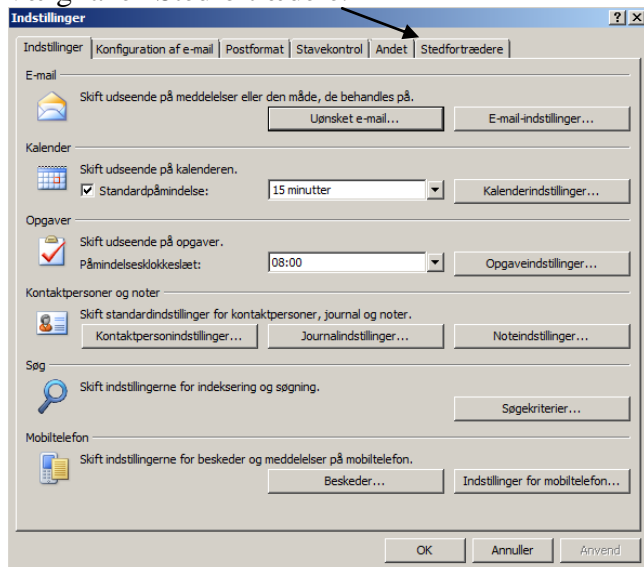 Indstillinger
Indstillinger Konfiguration af e-mail Postformat Stavekontrol Andet Stedfortrædere
E-mail
Skift udseende på meddelelser eller den måde, de behandles på.
Uønsket e-mail... E-mail-indstillinger...
Kalender
Skift udseende på kalenderen.
Standardpåmindelse: 15 minutter Kalenderindstillinger...
Opgaver
Skift udseende på opgaver.
Påmindelsesklokkeslæt: 08:00 Opgaveindstillinger...
Kontaktpersoner og noter
Skift standardindstillinger for kontaktpersoner, journal og noter.
Kontaktpersonindstillinger... Journalindstillinger... Noteindstillinger...
Søg
Skift indstillingerne for indeksering og søgning.
Søgekriterier...
Mobiltelefon
Skift indstillingerne for beskeder og meddelelser på mobiltelefon.
Beskeder... Indstillinger for mobiltelefon...
OK Annuller Anvend